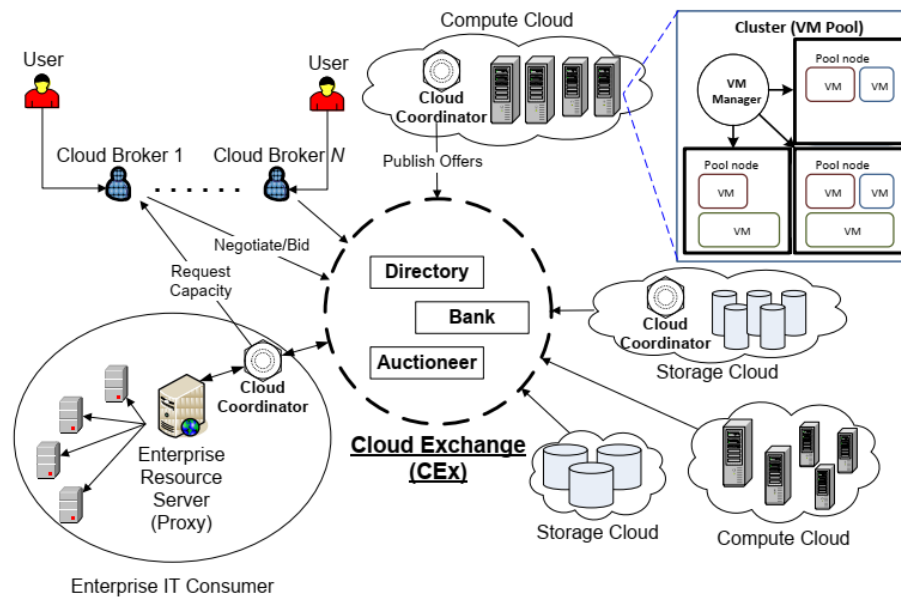 Compute Cloud
Cluster (VM Pool)
User
User
Cloud
Coordinator
VM
Manager
Pool node
VM
VM
Publish Offers
Cloud Broker 1
Cloud Broker N
. . . . . .
Pool node
VM
VM
Pool node
VM
VM
VM
Negotiate/Bid
Request
Capacity
Directory
Bank
Auctioneer
Cloud
Coordinator
Storage Cloud
Cloud
Coordinator
Enterprise
Resource
Server
(Proxy)
Cloud Exchange
(CEx)
Storage Cloud
Compute Cloud
Enterprise IT Consumer